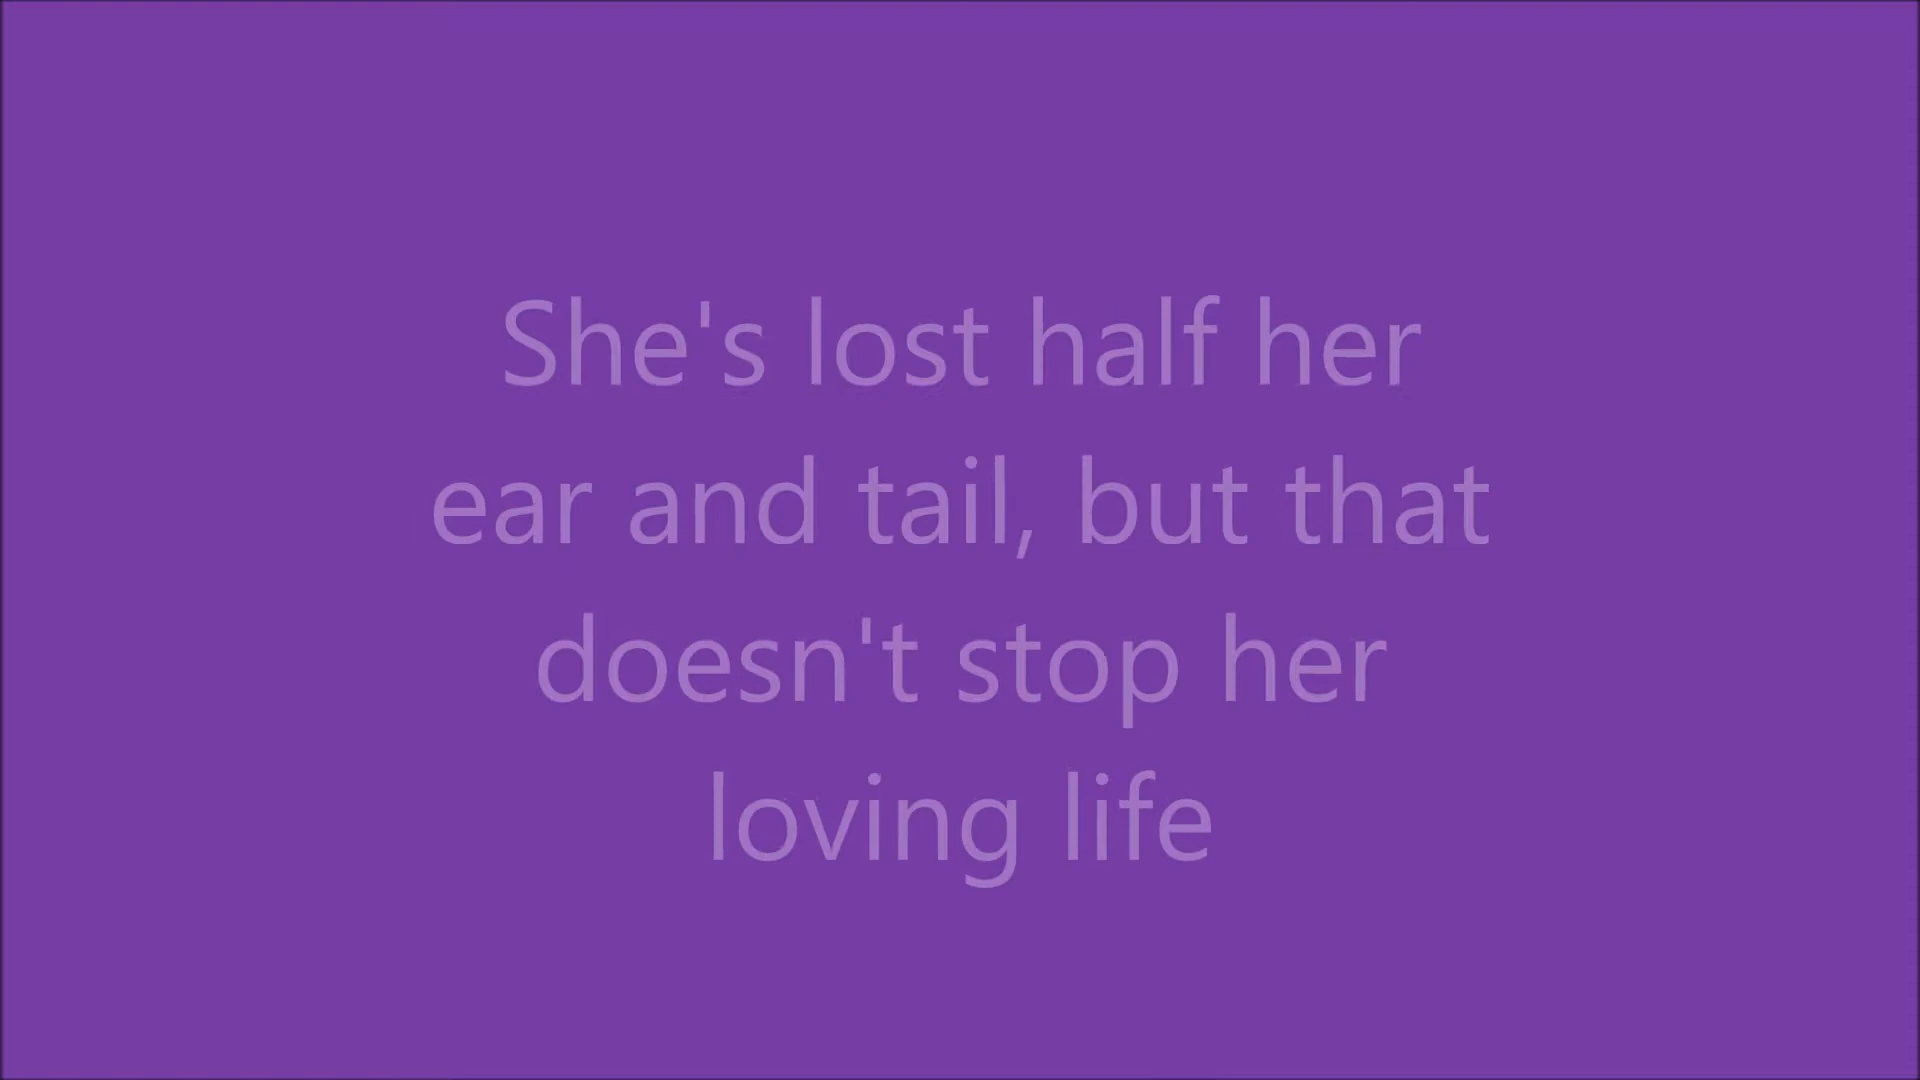 She's lost half her
ear and tail, but that
doesn't stop her
loving life